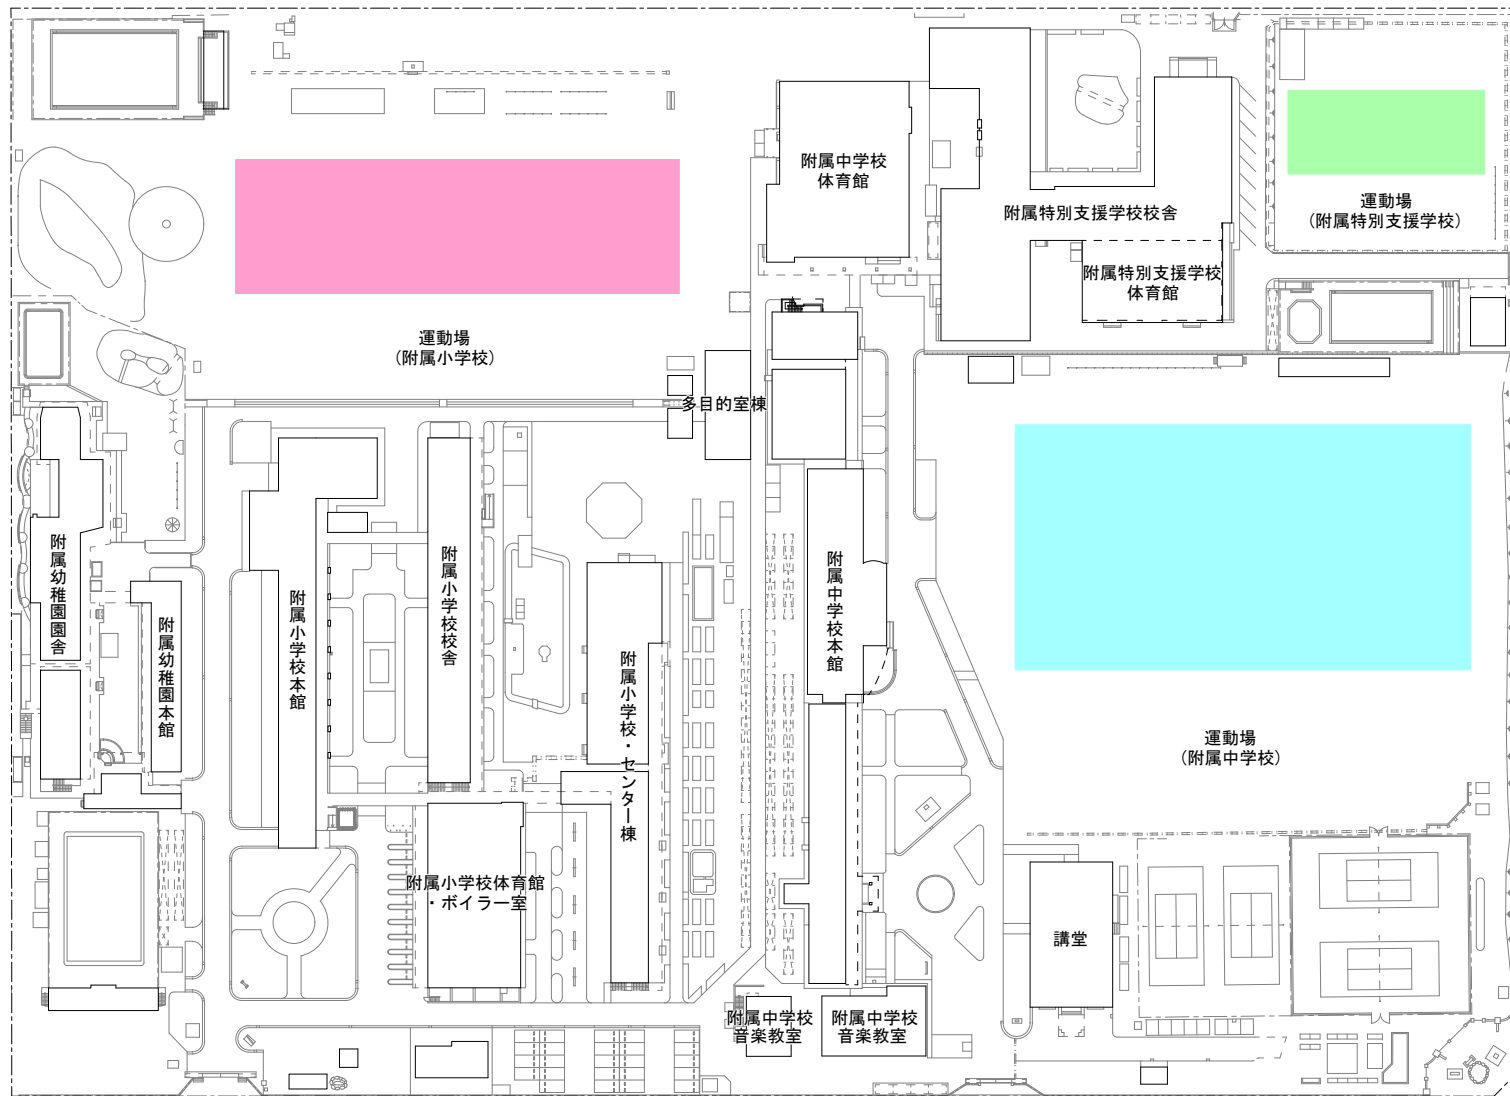 附属中学校
体育館
附属特別支援学校校舎
運動場
（附属特別支援学校）
附属特別支援学校
体育館
運動場
（附属小学校）
多目的室棟
附属幼稚園園舎
附属幼稚園本館
附属小学校本館
附属小学校校舎
附属小学校・センター棟
附属中学校本館
運動場
（附属中学校）
附属小学校体育館
・ボイラー室
講堂
附属中学校
音楽教室
附属中学校
音楽教室